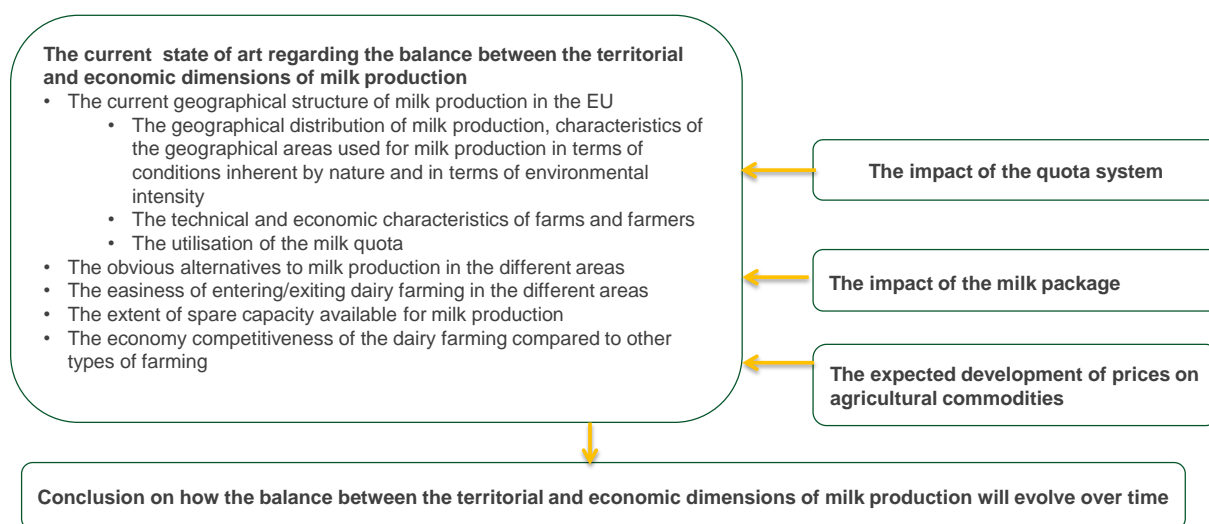 The current state of art regarding the balance between the territorial
and economic dimensions of milk production
• The current geographical structure of milk production in the EU
• The geographical distribution of milk production, characteristics of
the geographical areas used for milk production in terms of
conditions inherent by nature and in terms of environmental
intensity
• The technical and economic characteristics of farms and farmers
• The utilisation of the milk quota
• The obvious alternatives to milk production in the different areas
• The easiness of entering/exiting dairy farming in the different areas
• The extent of spare capacity available for milk production
• The economy competitiveness of the dairy farming compared to other
types of farming
The impact of the quota system
The impact of the milk package
The expected development of prices on
agricultural commodities
Conclusion on how the balance between the territorial and economic dimensions of milk production will evolve over time